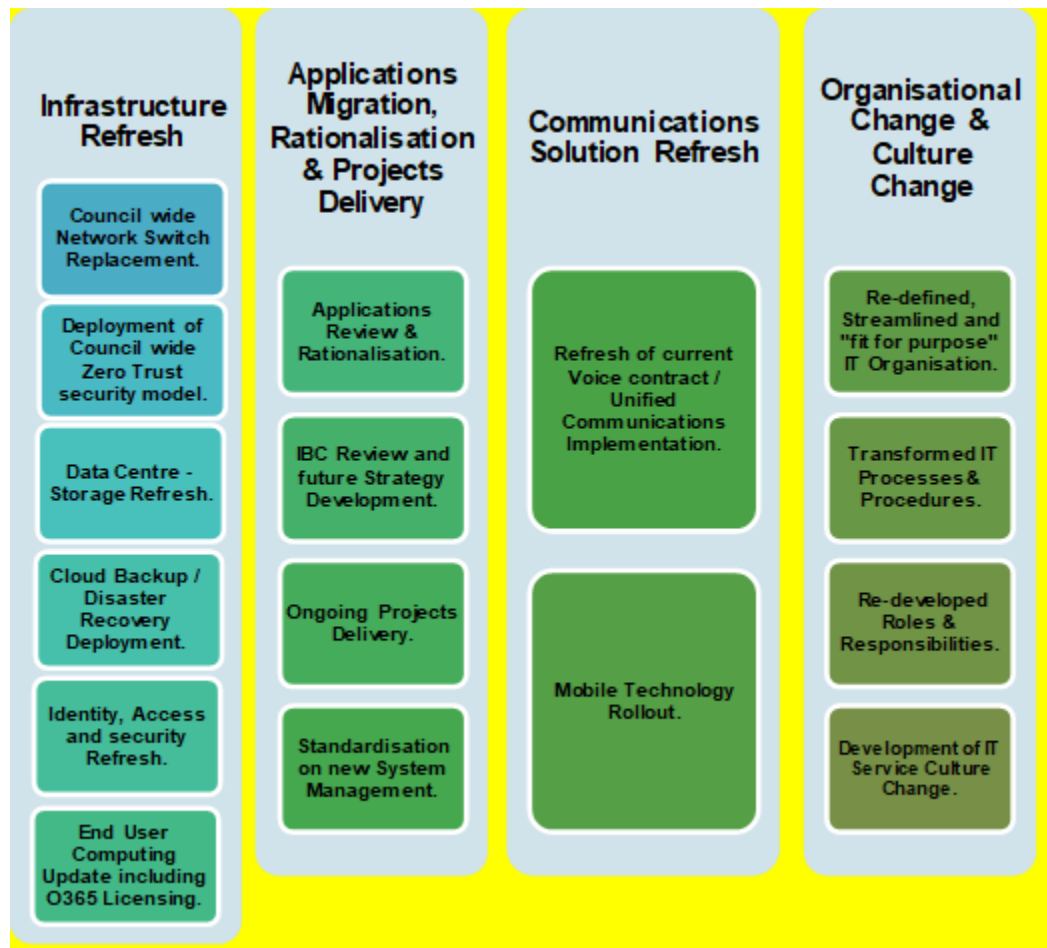 Infrastructure
Refresh
Council wide
Network Switch
Replacement.
Deployment of
Council wide
Zero Trust
security model.
Data Centre -
Storage Refresh.
Cloud Backup /
Disaster
Recovery
Deployment.
Identity, Access
and security
Refresh.
End User
Computing
Update including
O365 Licensing.
Applications
Migration,
Rationalisation
& Projects
Delivery
Applications
Review &
Rationalisation.
IBC Review and
future Strategy
Development.
Ongoing Projects
Delivery.
Standardisation
on new System
Management.
Communications
Solution Refresh
Refresh of current
Voice contract /
Unified
Communications
Implementation.
Mobile Technology
Rollout.
Organisational
Change &
Culture
Change
Re-defined,
Streamlined and
"fit for purpose"
IT Organisation.
Transformed IT
Processes &
Procedures.
Re-developed
Roles &
Responsibilities.
Development of IT
Service Culture
Change.